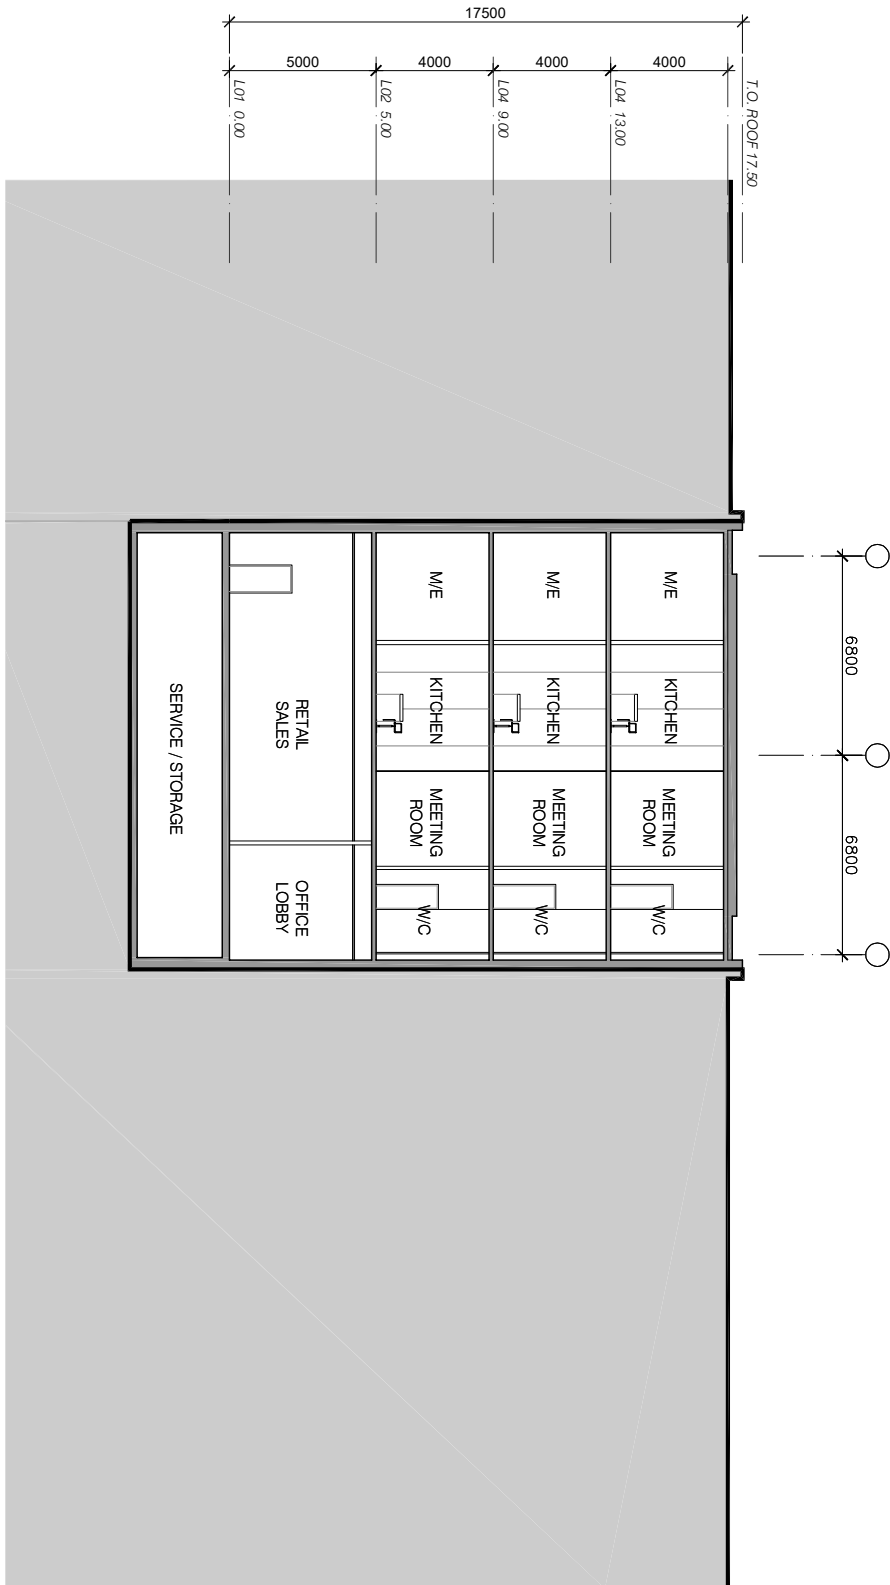 17500
5000
4000
4000
4000
L01 0.00
L02 5.00
L04 9.00
L04 13.00
T.O. ROOF 17.50
6800
6800
M/E
KITCHEN
MEETING
ROOM
W/C
M/E
KITCHEN
MEETING
ROOM
W/C
M/E
KITCHEN
MEETING
ROOM
W/C
RETAIL
SALES
OFFICE
LOBBY
SERVICE / STORAGE